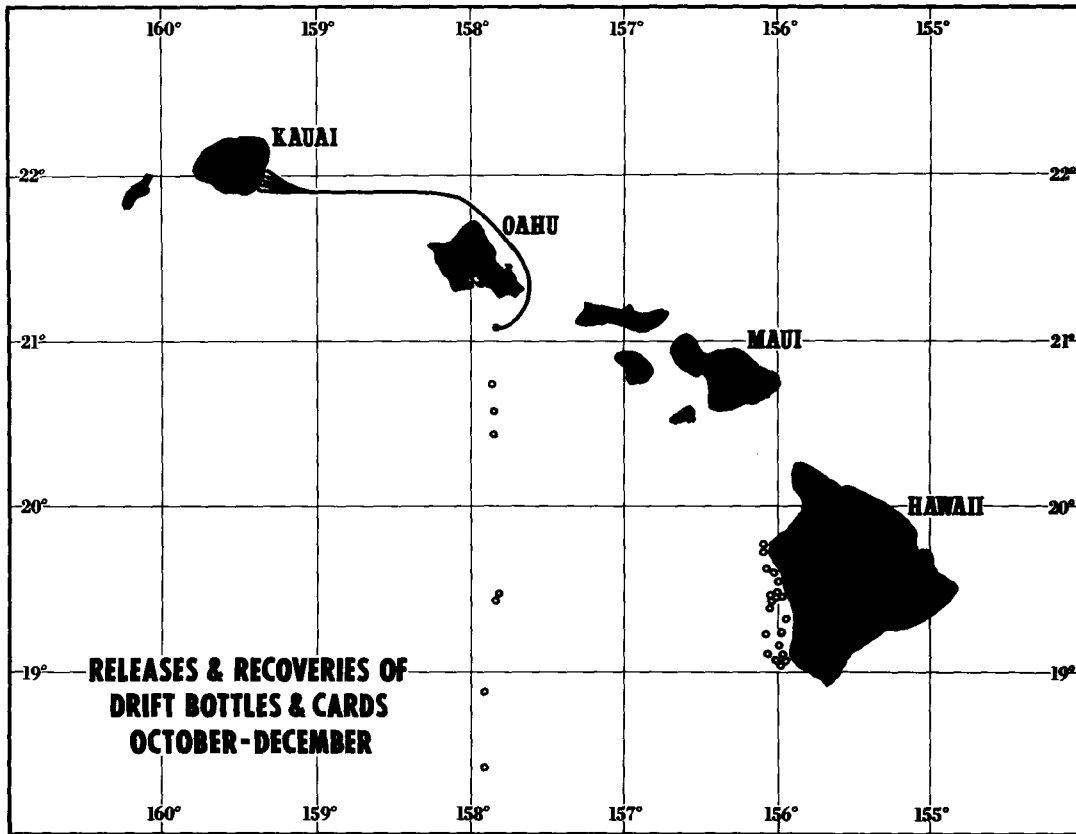 160° 159° 158° 157° 156° 155°
KAUAI
22° 22°
OAHU
21° MAUI 21°
20° HAWAII 20°
RELEASES & RECOVERIES OF
19° 19°
DRIFT BOTTLES & CARDS
OCTOBER-DECEMBER
160° 159° 158° 157° 156° 155°